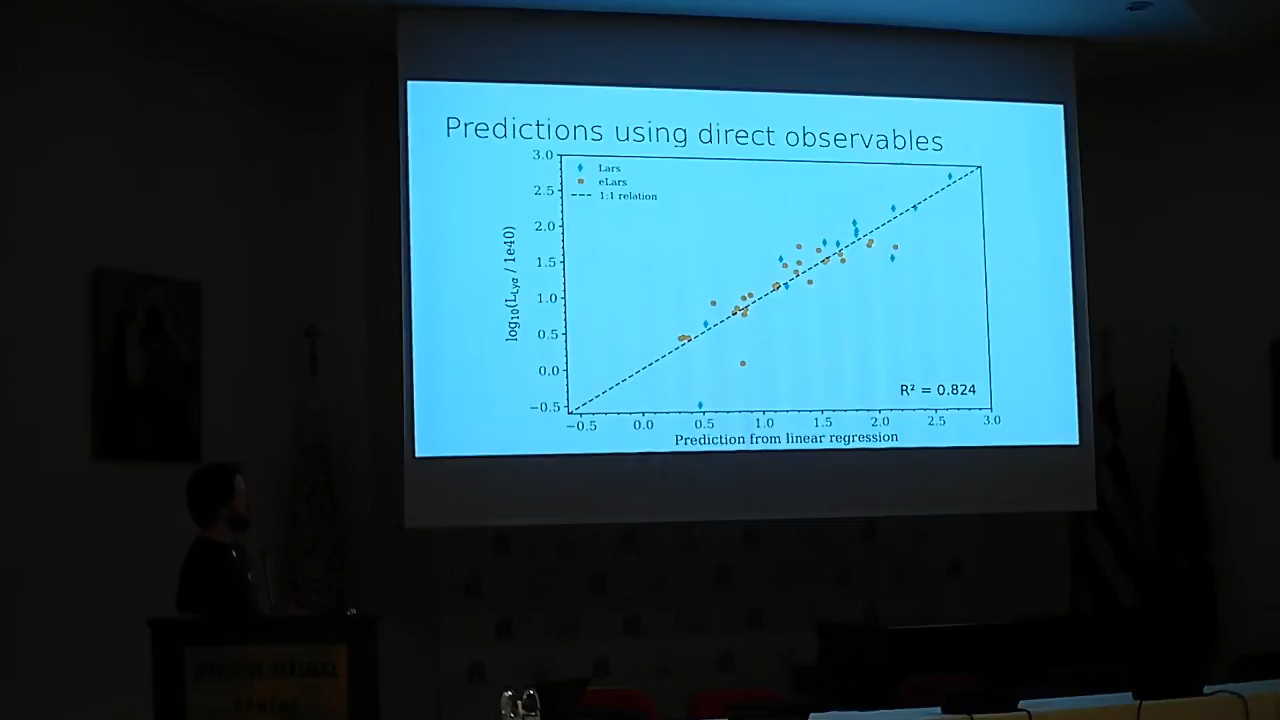 Predictions using direct observables
3.0
2.5
2.0
1.5
1.0
0.5
0.0
−0.5
log₁₀(L_Lyα / 1e40)
Lars
eLars
1:1 relation
R² = 0.824
−0.5 0.0 0.5 1.0 1.5 2.0 2.5 3.0
Prediction from linear regression